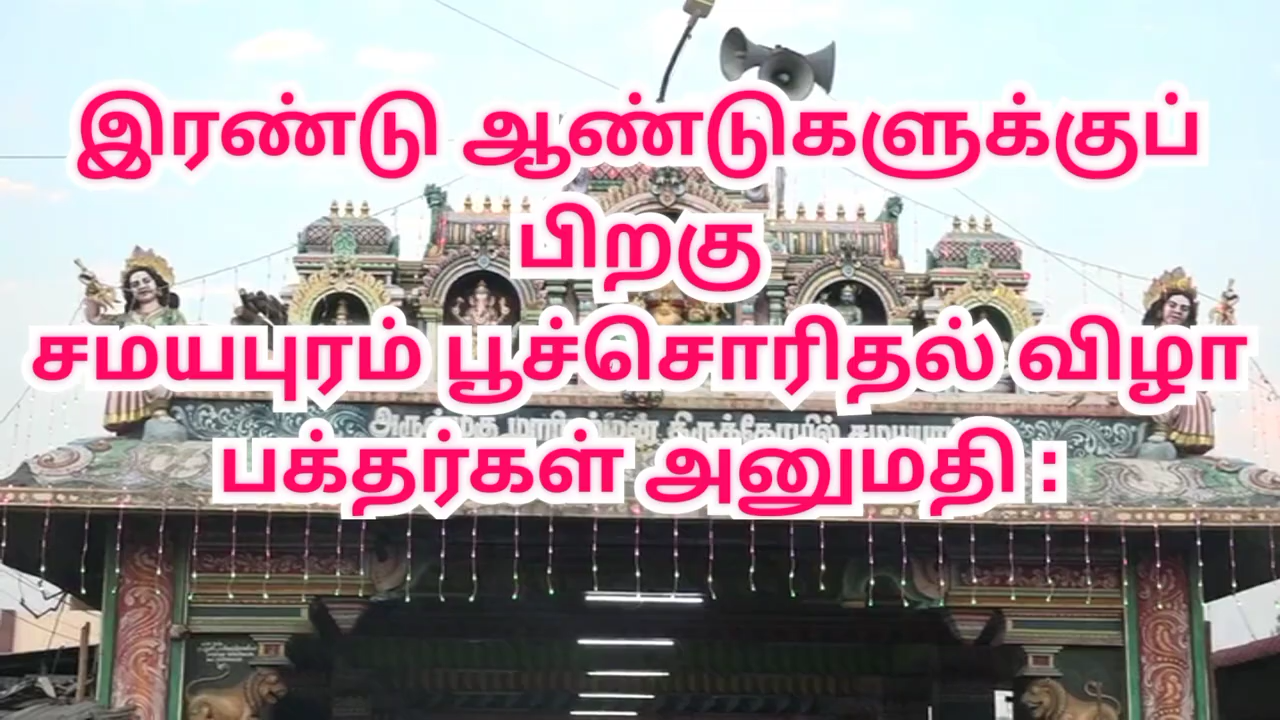 இரண்டு ஆண்டுகளுக்குப்
பிறகு
சமயபுரம் பூச்சொரிதல் விழா
பக்தர்கள் அனுமதி :